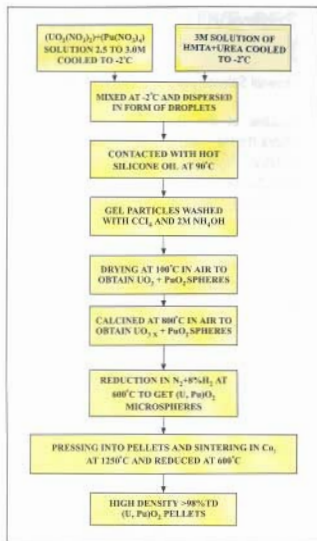 (UO2(NO3)2)+(Pu(NO3)4)
SOLUTION 2.5 TO 3.0M
COOLED TO -2°C
3M SOLUTION OF
HMTA+UREA COOLED
TO -2°C
MIXED AT -2°C AND DISPERSED
IN FORM OF DROPLETS
CONTACTED WITH HOT
SILICONE OIL AT 90°C
GEL PARTICLES WASHED
WITH CCl4 AND 2M NH4OH
DRYING AT 100°C IN AIR TO
OBTAIN UO3 + PuO2 SPHERES
CALCINED AT 800°C IN AIR TO
OBTAIN UO3-X + PuO2 SPHERES
REDUCTION IN N2+8%H2 AT
600°C TO GET (U, Pu)O2
MICROSPHERES
PRESSING INTO PELLETS AND SINTERING IN
AT 1250°C AND REDUCED AT 600°C
HIGH DENSITY >98%TD
(U, Pu)O2 PELLETS